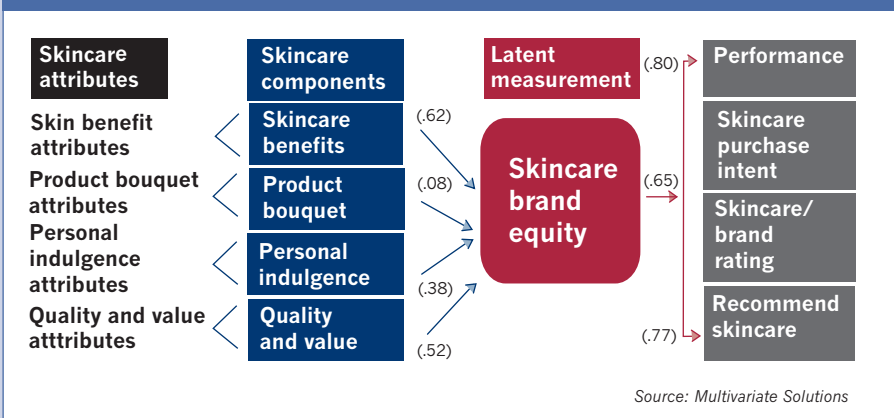 Skincare
attributes
Skin benefit
attributes
Product bouquet
attributes
Personal
indulgence
attributes
Quality and value
atttributes
Skincare
components
Skincare
benefits
Product
bouquet
Personal
indulgence
Quality
and value
(.62)
(.08)
(.38)
(.52)
Latent
measurement
Skincare
brand
equity
(.80)
(.65)
(.77)
Performance
Skincare
purchase
intent
Skincare/
brand
rating
Recommend
skincare
Source: Multivariate Solutions